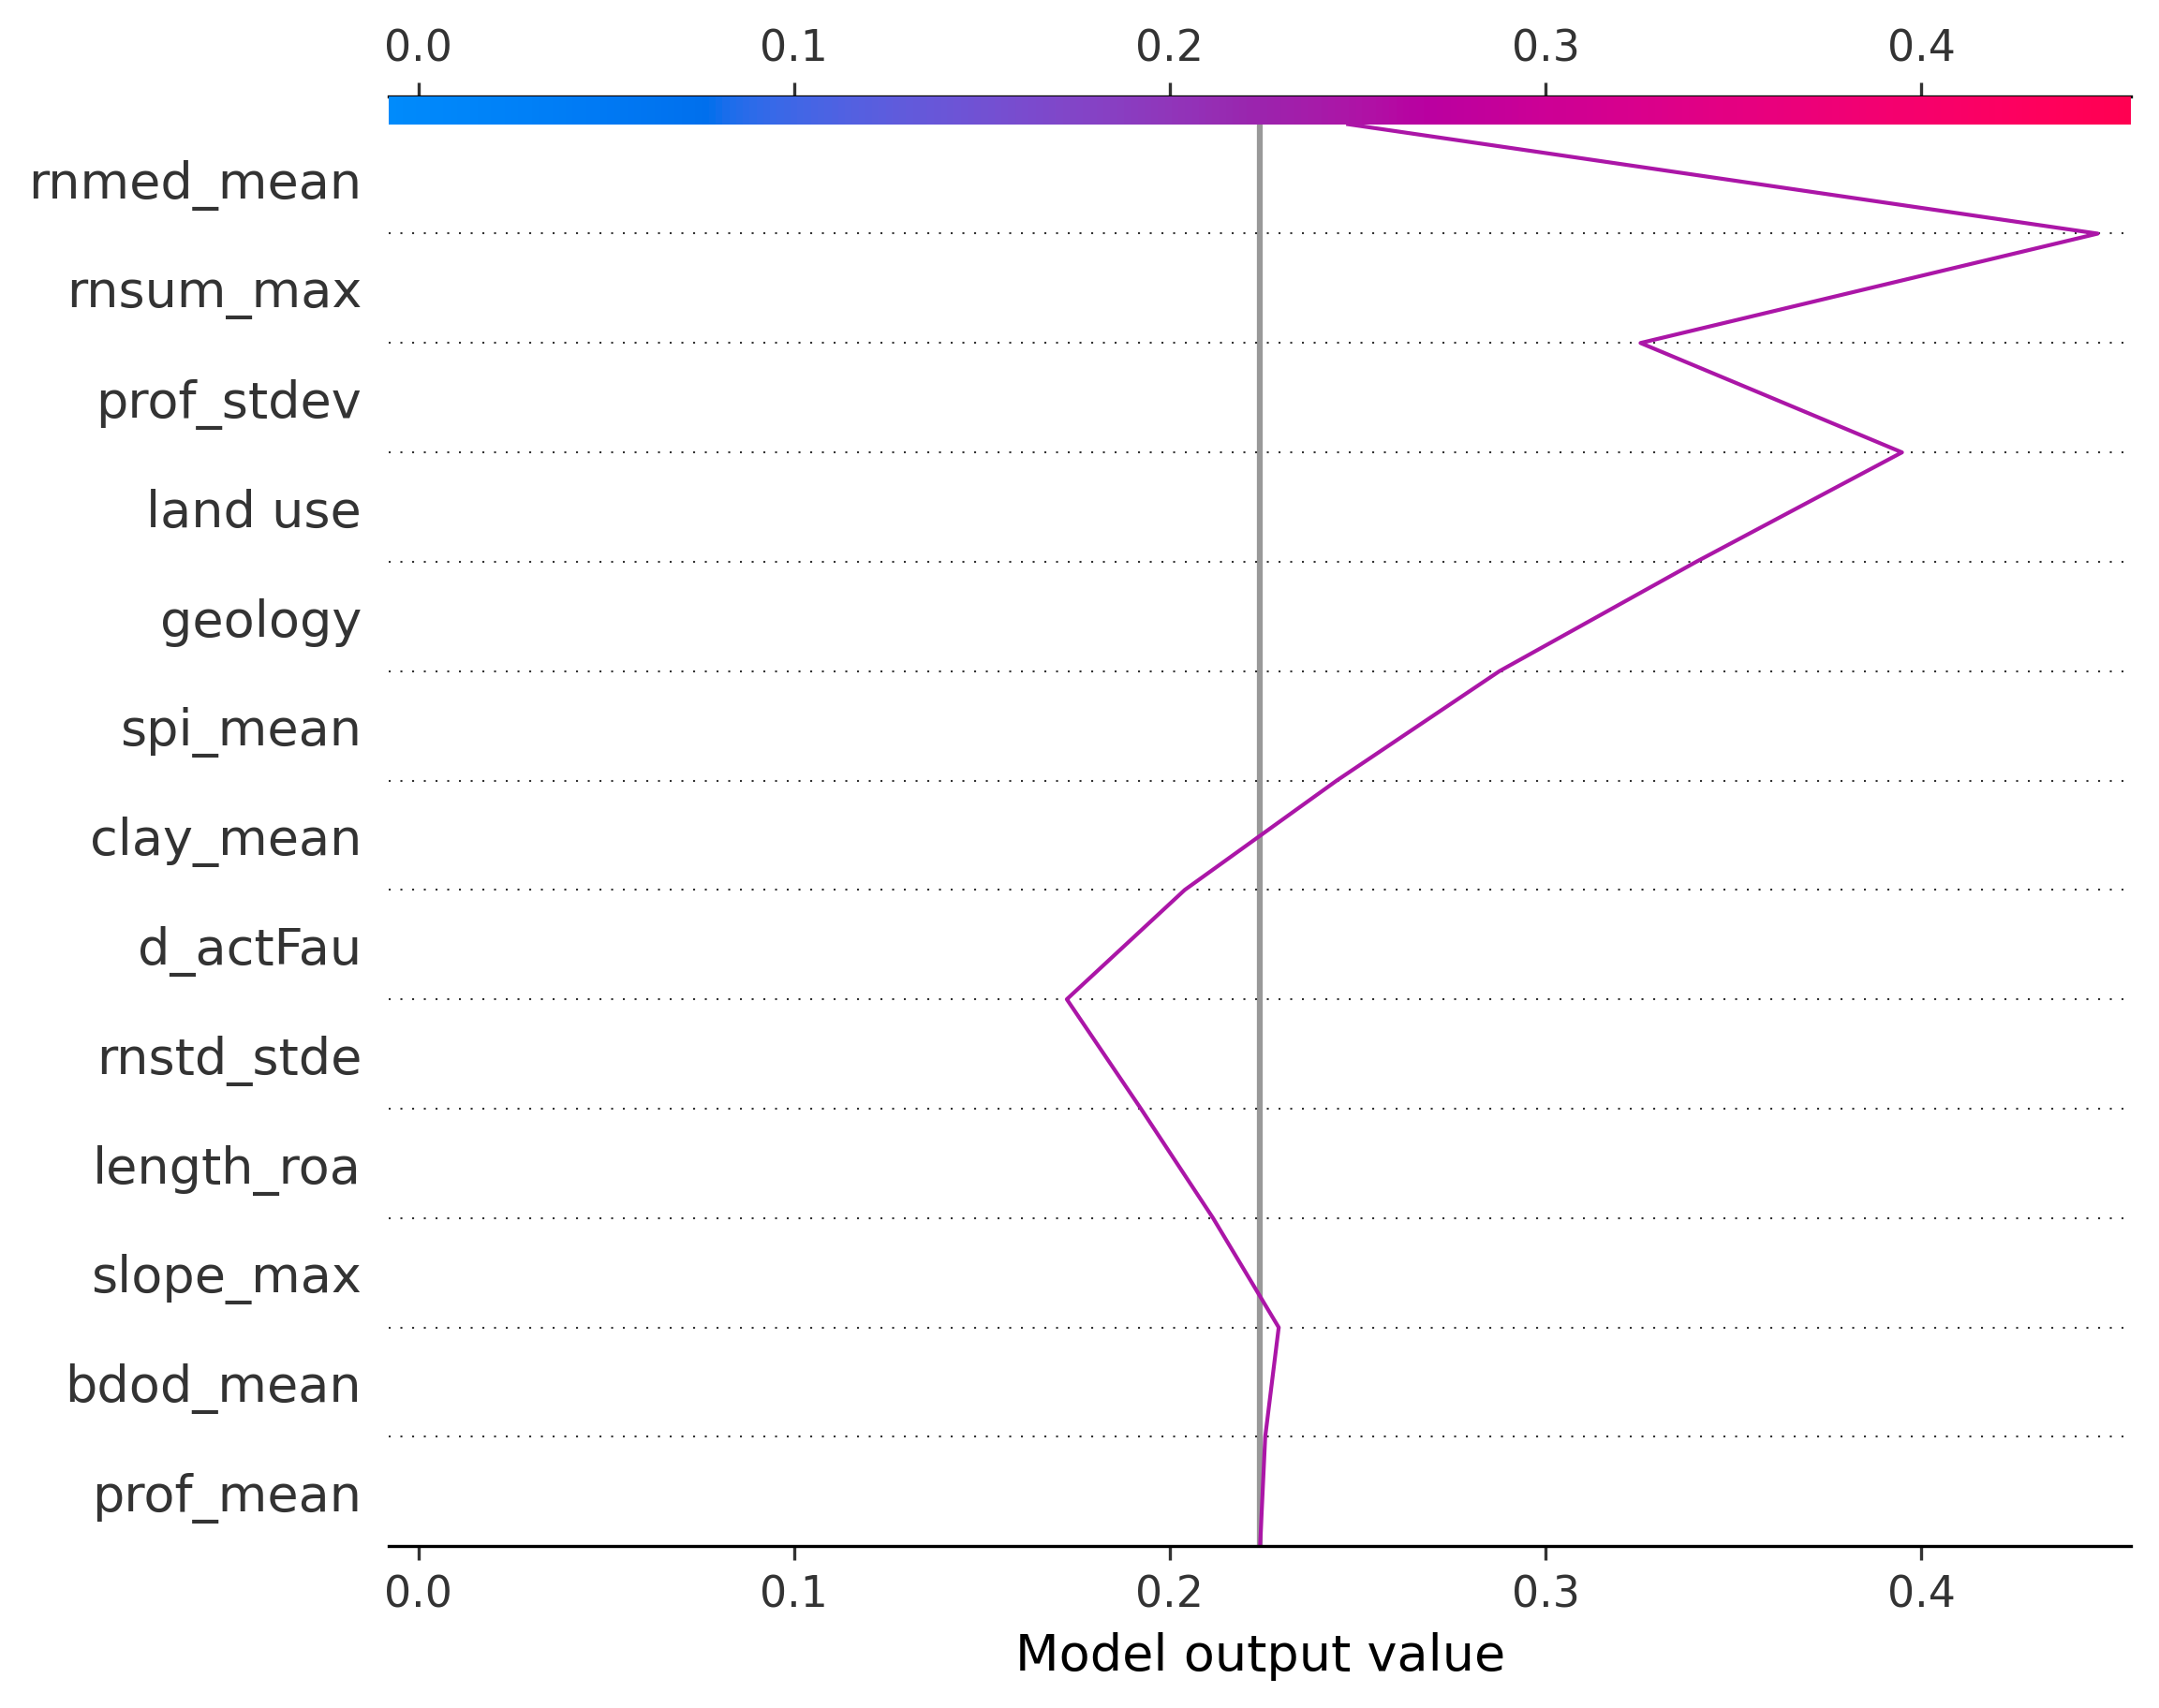 0.0 0.1 0.2 0.3 0.4
rnmed_mean
rnsum_max
prof_stdev
land use
geology
spi_mean
clay_mean
d_actFau
rnstd_stde
length_roa
slope_max
bdod_mean
prof_mean
0.0 0.1 0.2 0.3 0.4
Model output value